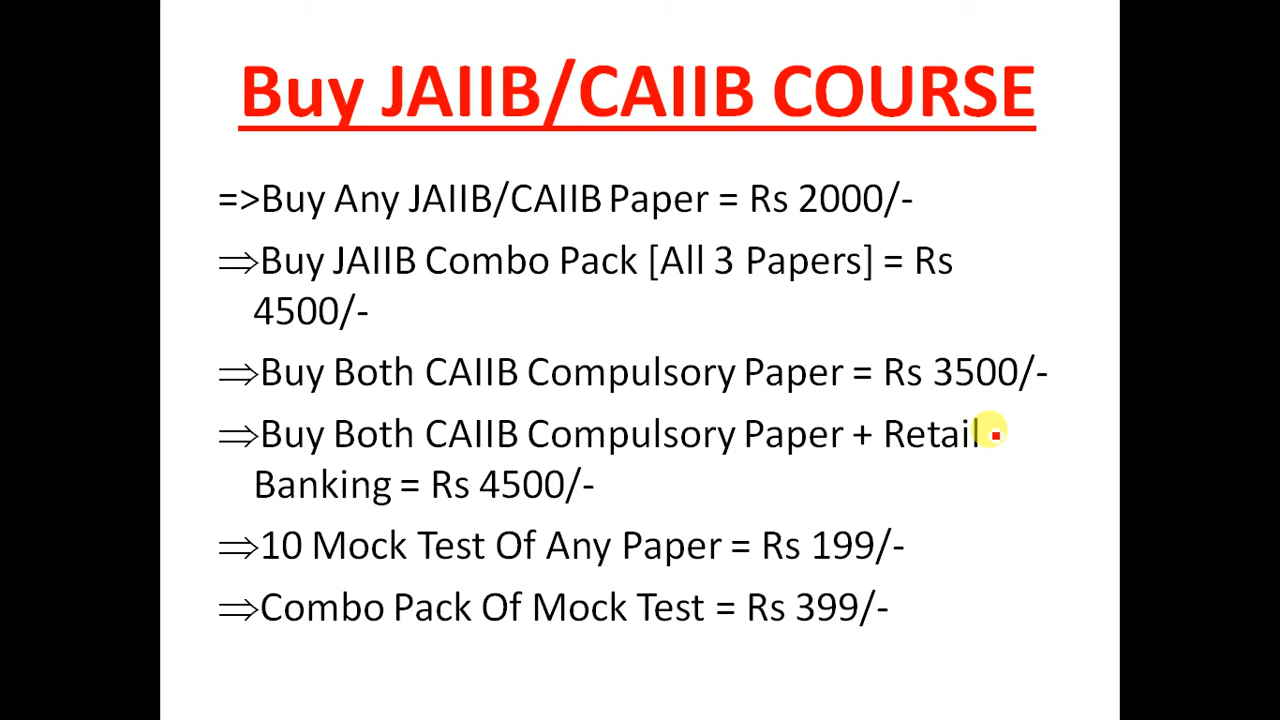 Buy JAIIB/CAIIB COURSE
=>Buy Any JAIIB/CAIIB Paper = Rs 2000/-
⇒Buy JAIIB Combo Pack [All 3 Papers] = Rs
4500/-
⇒Buy Both CAIIB Compulsory Paper = Rs 3500/-
⇒Buy Both CAIIB Compulsory Paper + Retail
Banking = Rs 4500/-
⇒10 Mock Test Of Any Paper = Rs 199/-
⇒Combo Pack Of Mock Test = Rs 399/-